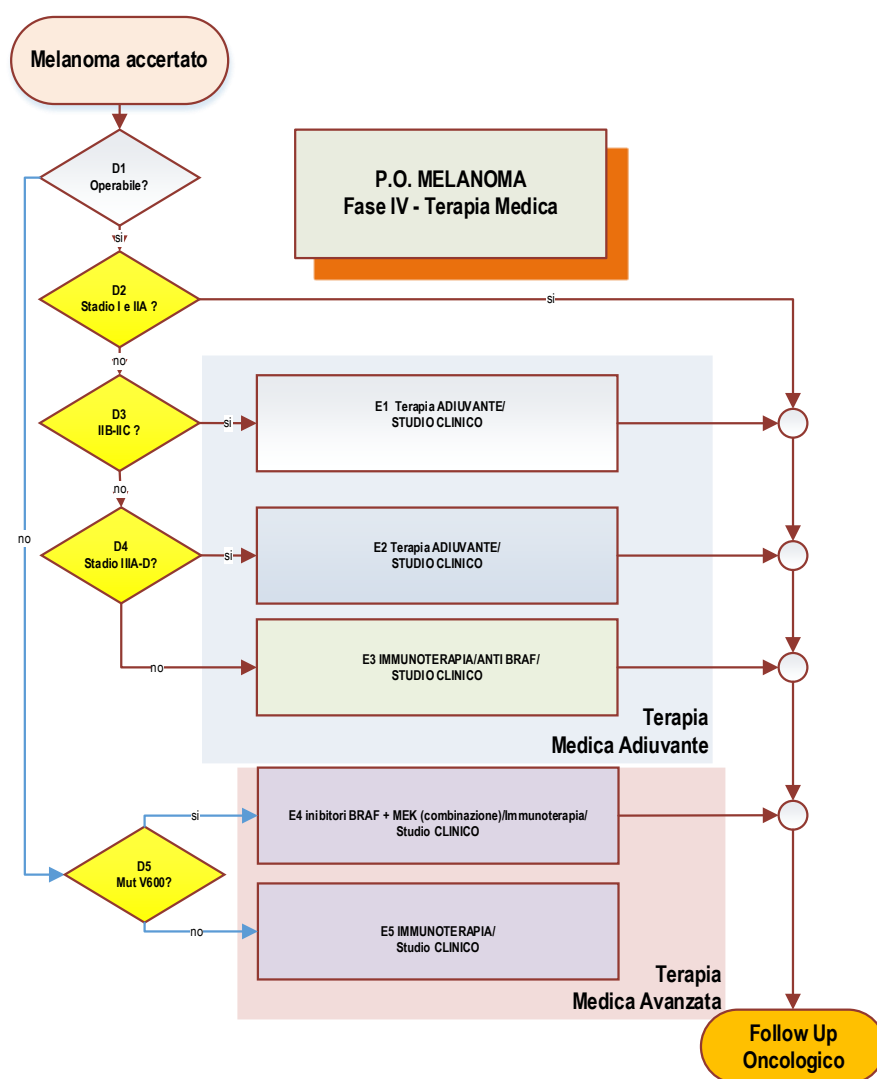 Melanoma accertato
D1
Operabile?
P.O. MELANOMA
Fase IV - Terapia Medica
si
D2
Stadio I e IIA ?
si
no
D3
IIB-IIC ?
si
E1 Terapia ADIUVANTE/
STUDIO CLINICO
no
no
D4
Stadio IIIA-D?
si
E2 Terapia ADIUVANTE/
STUDIO CLINICO
no
E3 IMMUNOTERAPIA/ANTI BRAF/
STUDIO CLINICO
Terapia
Medica Adiuvante
si
E4 inibitori BRAF + MEK (combinazione)/Immunoterapia/
Studio CLINICO
D5
Mut V600?
no
E5 IMMUNOTERAPIA/
Studio CLINICO
Terapia
Medica Avanzata
Follow Up
Oncologico